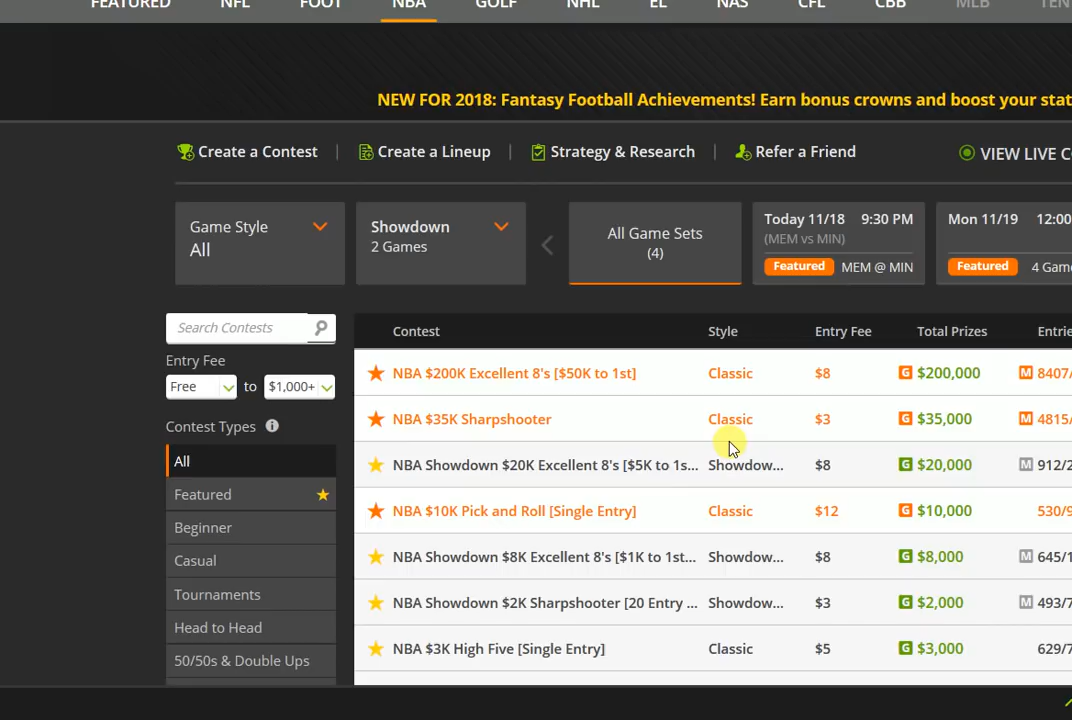 FEATURED NFL FOOT NBA GOLF NHL EL NAS CFL CBB MLB TEN
NEW FOR 2018: Fantasy Football Achievements! Earn bonus crowns and boost your stat
Create a Contest | Create a Lineup | Strategy & Research | Refer a Friend VIEW LIVE C
Game Style
All
Showdown
2 Games
All Game Sets
(4)
Today 11/18 9:30 PM
(MEM vs MIN)
Featured MEM @ MIN
Mon 11/19 12:00
Featured 4 Game
Search Contests
Entry Fee
Free to $1,000+
Contest Types
All
Featured
Beginner
Casual
Tournaments
Head to Head
50/50s & Double Ups
Contest Style Entry Fee Total Prizes Entrie
NBA $200K Excellent 8's [$50K to 1st] Classic $8 G $200,000 M 8407/
NBA $35K Sharpshooter Classic $3 G $35,000 M 4815/
NBA Showdown $20K Excellent 8's [$5K to 1s... Showdow... $8 G $20,000 M 912/2
NBA $10K Pick and Roll [Single Entry] Classic $12 G $10,000 530/9
NBA Showdown $8K Excellent 8's [$1K to 1st... Showdow... $8 G $8,000 M 645/1
NBA Showdown $2K Sharpshooter [20 Entry ... Showdow... $3 G $2,000 M 493/7
NBA $3K High Five [Single Entry] Classic $5 G $3,000 629/7